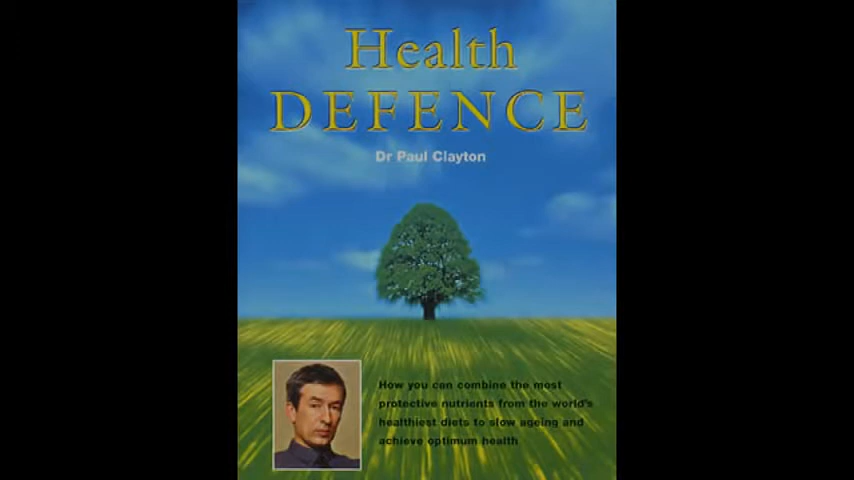 Health
DEFENCE
Dr Paul Clayton
How you can combine the most
protective nutrients from the world's
healthiest diets to slow ageing and
achieve optimum health